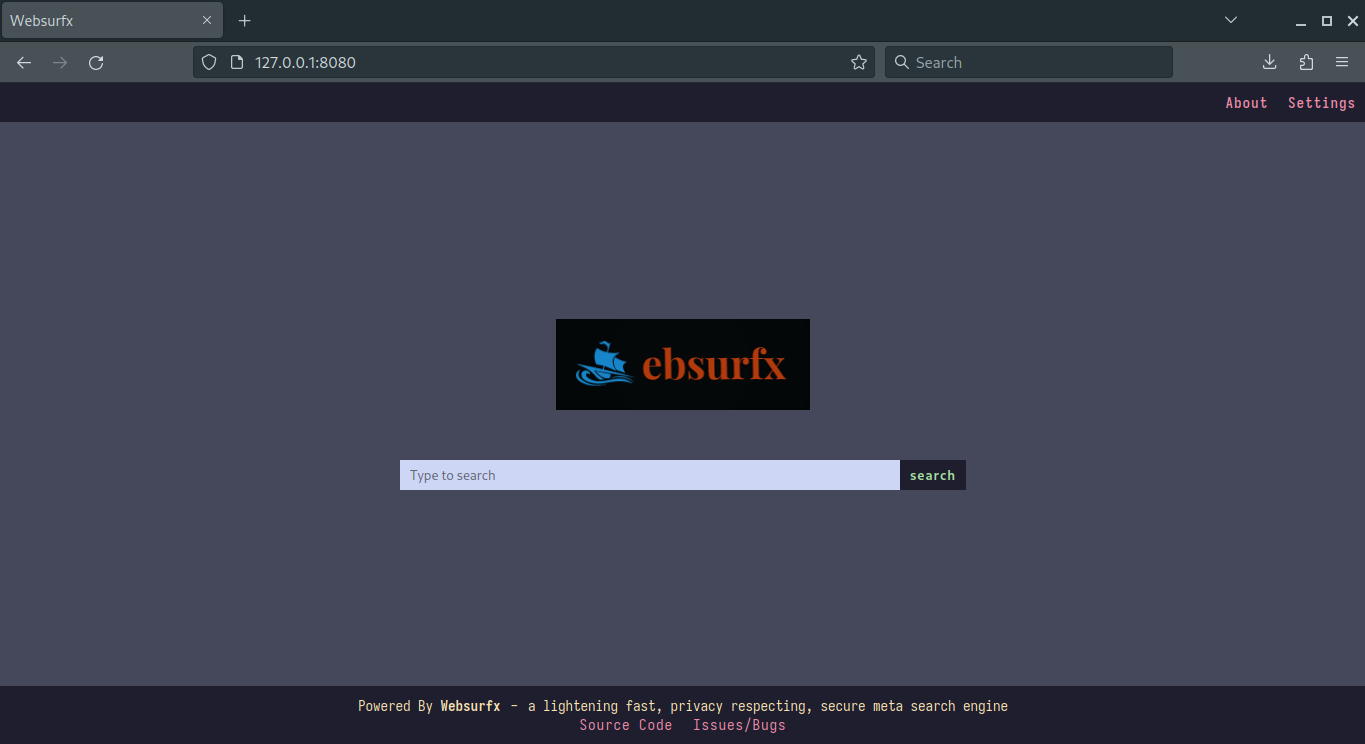 Websurfx
127.0.0.1:8080
Search
About Settings
ebsurfx
Type to search search
Powered By Websurfx - a lightening fast, privacy respecting, secure meta search engine
Source Code Issues/Bugs